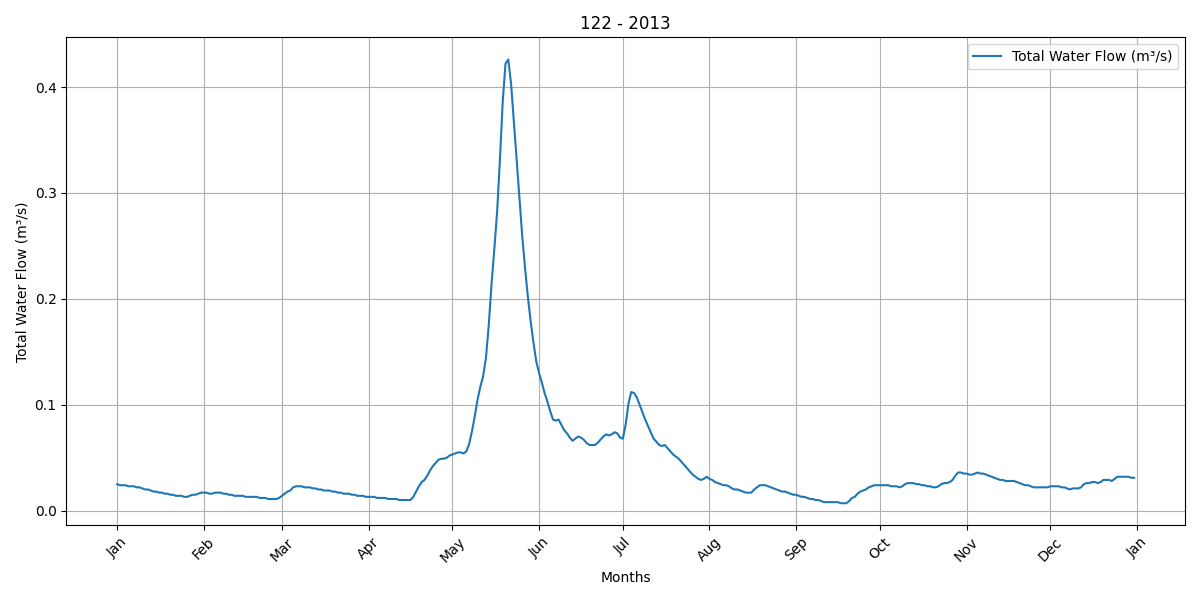 122 - 2013
Total Water Flow (m³/s)
Total Water Flow (m³/s)
0.4
0.3
0.2
0.1
0.0
Jan
Feb
Mar
Apr
May
Jun
Jul
Aug
Sep
Oct
Nov
Dec
Jan
Months